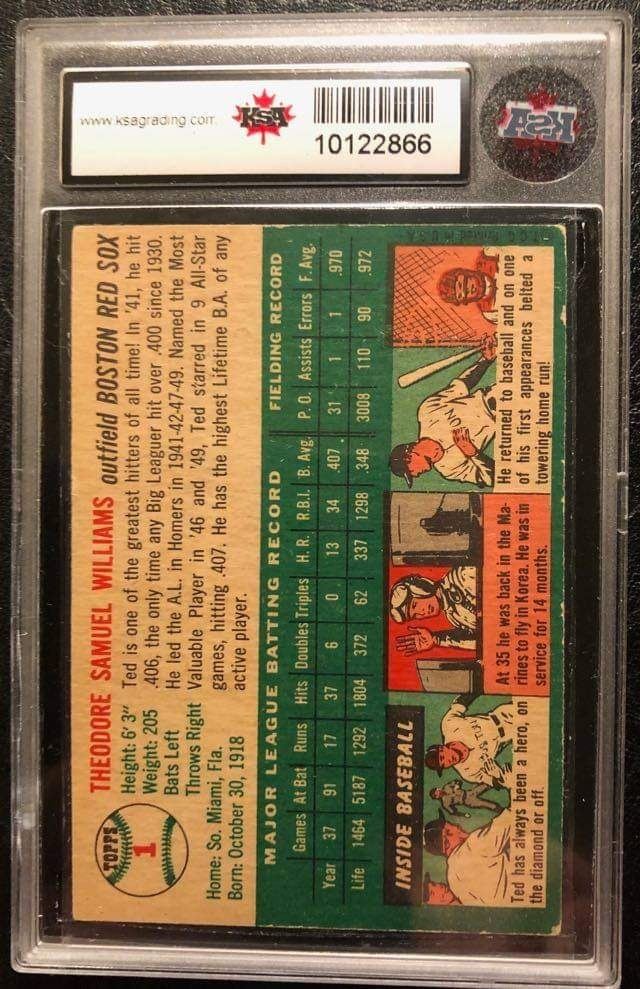 www.ksagrading.com
KSA
10122866
KSA
TOPPS
1
THEODORE SAMUEL WILLIAMS outfield BOSTON RED SOX
Height: 6'3"
Weight: 205
Bats Left
Throws Right
Home: So. Miami, Fla.
Born: October 30, 1918
Ted is one of the greatest hitters of all time! In '41, he hit
.406, the only time any Big Leaguer hit over .400 since 1930.
He led the A.L. in Homers in 1941-42-47-49. Named the Most
Valuable Player in '46 and '49, Ted starred in 9 All-Star
games, hitting .407. He has the highest Lifetime B.A. of any
active player.
MAJOR LEAGUE BATTING RECORD FIELDING RECORD
Games At Bat Runs Hits Doubles Triples H.R. R.B.I. B.Avg. P.O. Assists Errors F.Avg.
Year 37 91 17 37 6 0 13 34 .407 31 1 1 .970
Life 1464 5187 1292 1804 372 62 337 1298 .348 3008 110 90 .972
INSIDE BASEBALL
Ted has always been a hero, on
the diamond or off.
At 35 he was back in the Ma-
rines to fly in Korea. He was in
service for 14 months.
He returned to baseball and on one
of his first appearances belted a
towering home run!